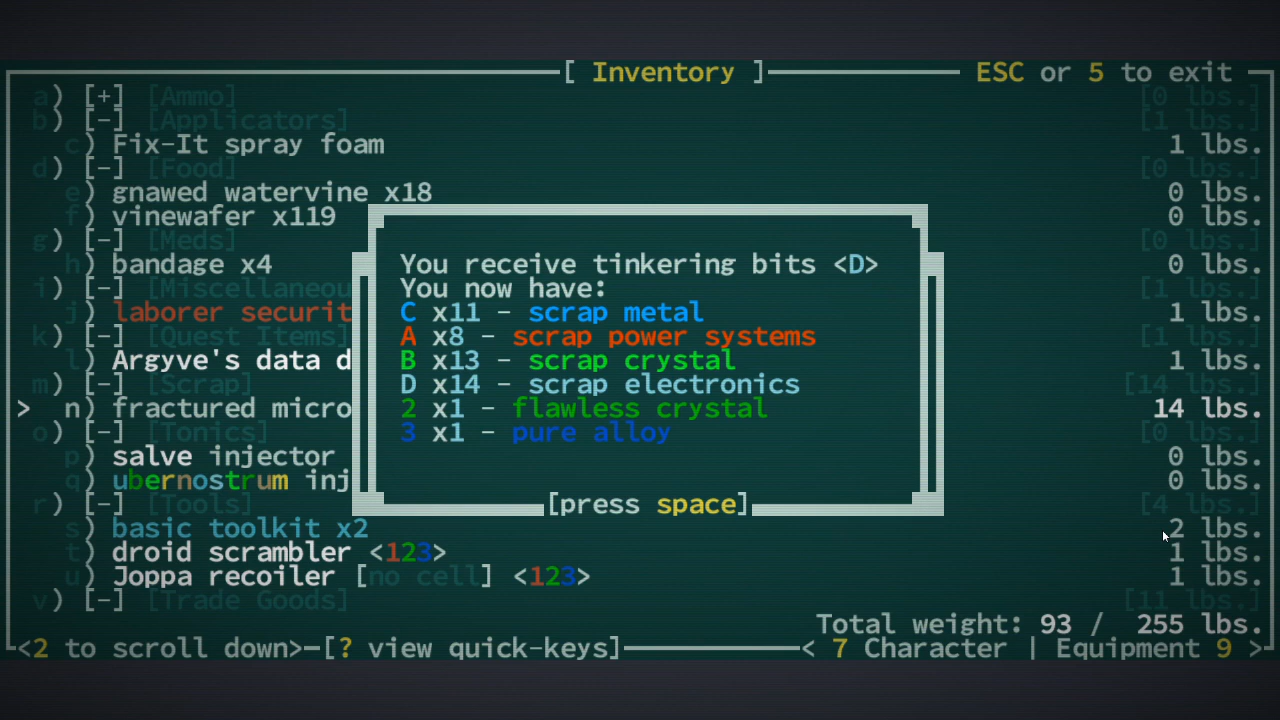 [ Inventory ] ESC or 5 to exit
a) [+] [Ammo] [0 lbs.]
b) [-] [Applicators] [1 lbs.]
c) Fix-It spray foam 1 lbs.
d) [-] [Food] [0 lbs.]
e) gnawed watervine x18 0 lbs.
f) vinewafer x119 0 lbs.
g) [-] [Meds] [0 lbs.]
h) bandage x4 0 lbs.
i) [-] [Miscellaneou [1 lbs.]
j) laborer securit 1 lbs.
k) [-] [Quest Items] [1 lbs.]
l) Argyve's data d 1 lbs.
m) [-] [Scrap] [14 lbs.]
> n) fractured micro 14 lbs.
o) [-] [Tonics] [0 lbs.]
p) salve injector 0 lbs.
q) ubernostrum inj 0 lbs.
r) [-] [Tools] [4 lbs.]
s) basic toolkit x2 2 lbs.
t) droid scrambler <123> 1 lbs.
u) Joppa recoiler [no cell] <123> 1 lbs.
v) [-] [Trade Goods] [11 lbs.]
Total weight: 93 / 255 lbs.
<2 to scroll down> [? view quick-keys] < 7 Character | Equipment 9 >
You receive tinkering bits <D>
You now have:
C x11 - scrap metal
A x8 - scrap power systems
B x13 - scrap crystal
D x14 - scrap electronics
2 x1 - flawless crystal
3 x1 - pure alloy
[press space]